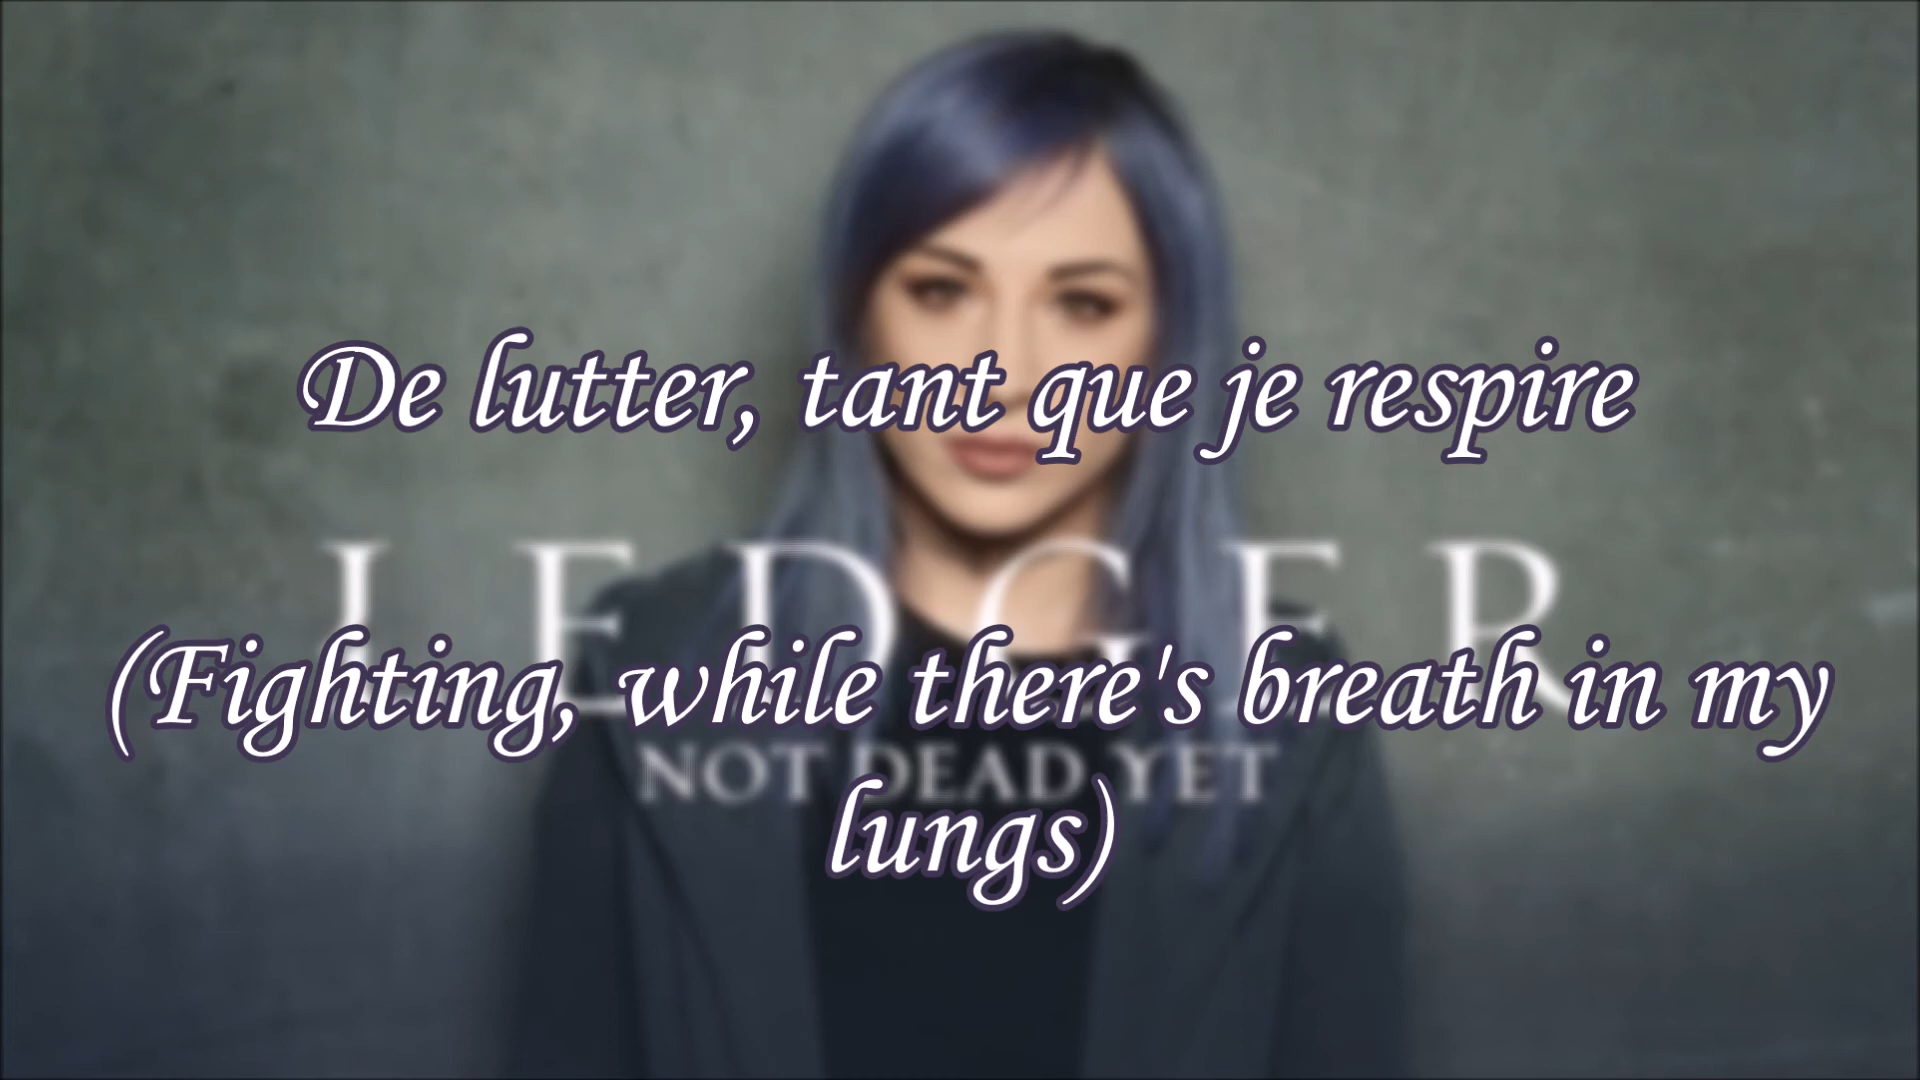 De lutter, tant que je respire
LEDGER
(Fighting, while there's breath in my
NOT DEAD YET
lungs)